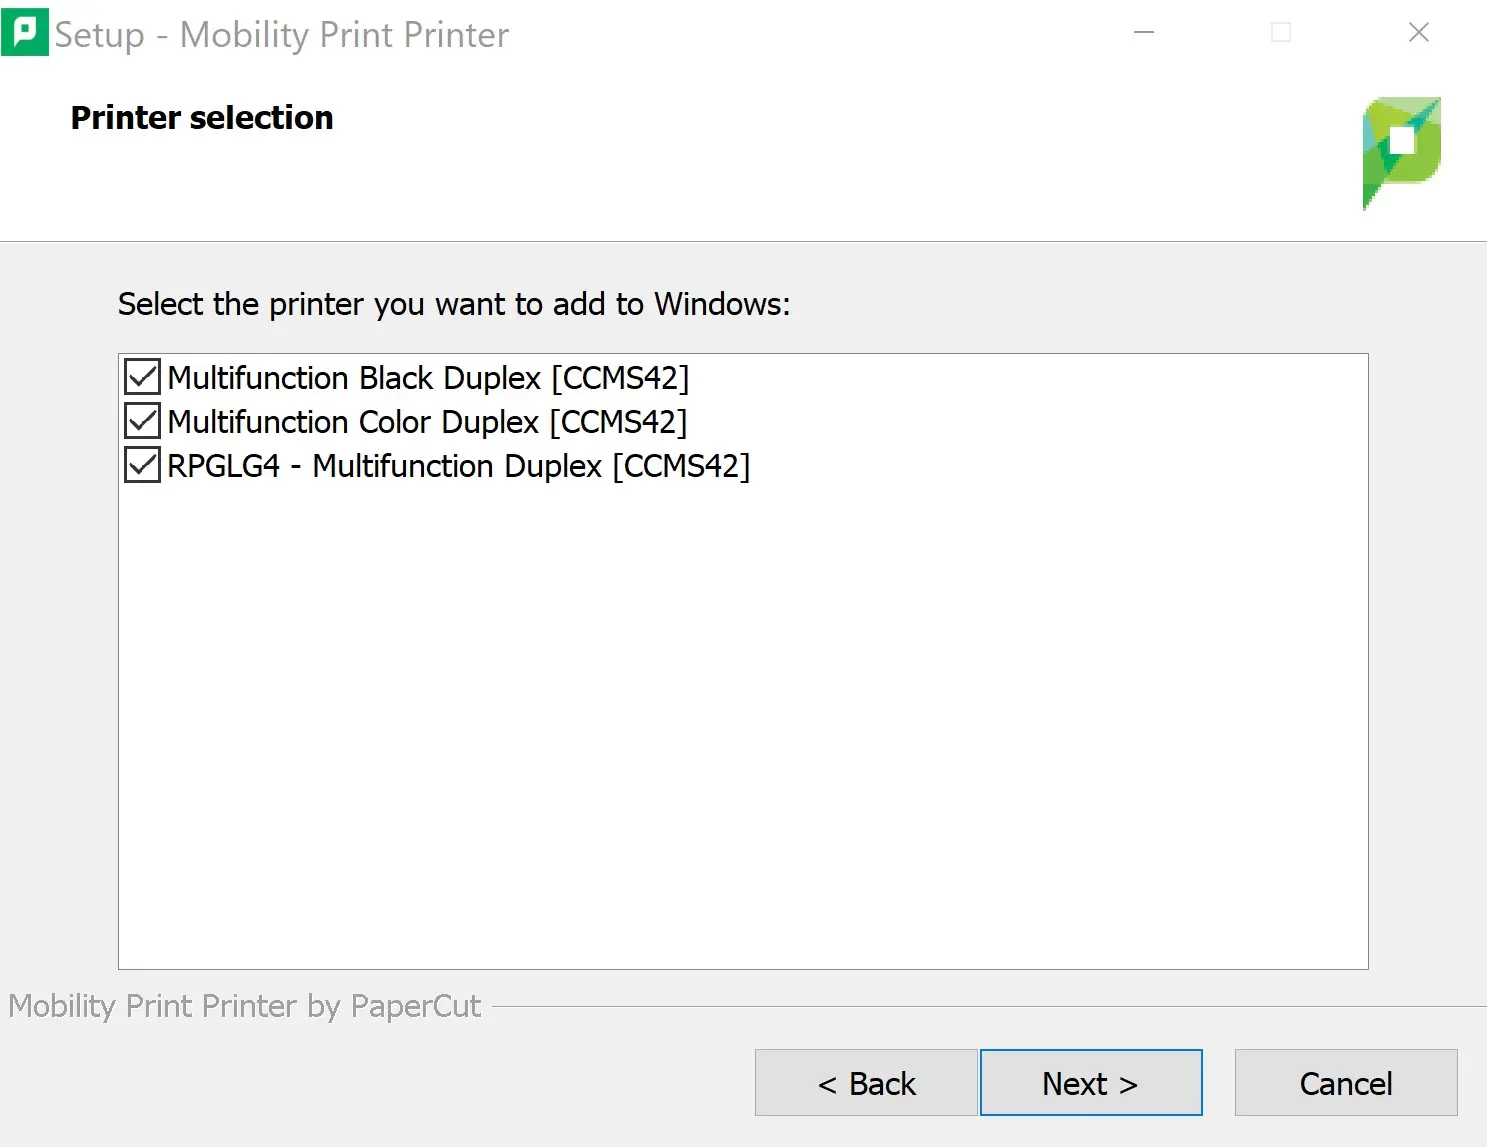 Setup - Mobility Print Printer
Printer selection
Select the printer you want to add to Windows:
Multifunction Black Duplex [CCMS42]
Multifunction Color Duplex [CCMS42]
RPGLG4 - Multifunction Duplex [CCMS42]
Mobility Print Printer by PaperCut
< Back
Next >
Cancel